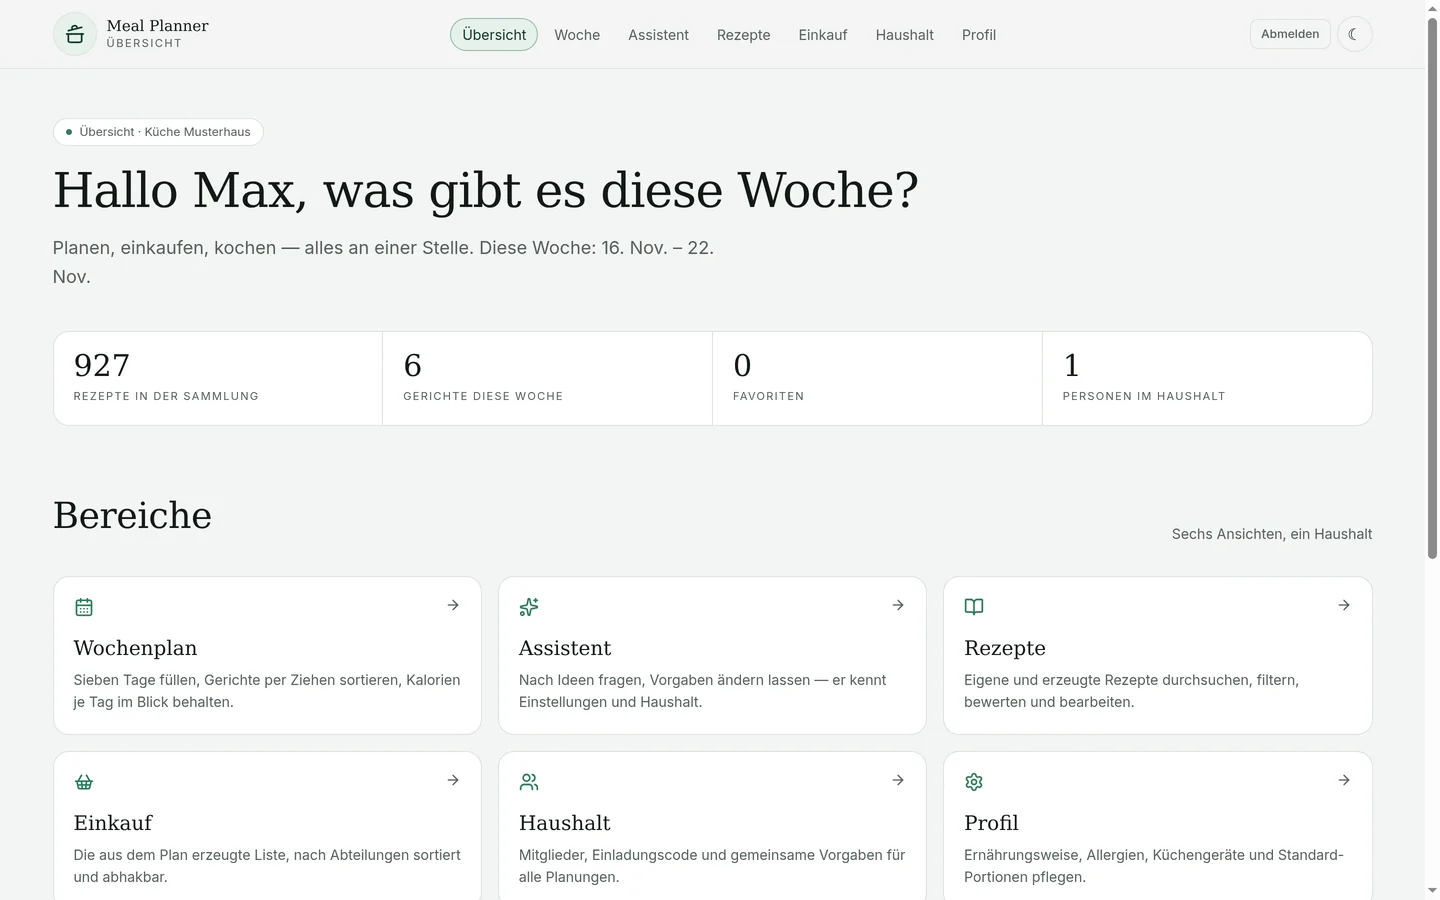 Meal Planner
ÜBERSICHT
Übersicht
Woche
Assistent
Rezepte
Einkauf
Haushalt
Profil
Abmelden
Übersicht · Küche Musterhaus
Hallo Max, was gibt es diese Woche?
Planen, einkaufen, kochen — alles an einer Stelle. Diese Woche: 16. Nov. – 22.
Nov.
927
REZEPTE IN DER SAMMLUNG
6
GERICHTE DIESE WOCHE
0
FAVORITEN
1
PERSONEN IM HAUSHALT
Bereiche
Sechs Ansichten, ein Haushalt
Wochenplan
Sieben Tage füllen, Gerichte per Ziehen sortieren, Kalorien
je Tag im Blick behalten.
Assistent
Nach Ideen fragen, Vorgaben ändern lassen — er kennt
Einstellungen und Haushalt.
Rezepte
Eigene und erzeugte Rezepte durchsuchen, filtern,
bewerten und bearbeiten.
Einkauf
Die aus dem Plan erzeugte Liste, nach Abteilungen sortiert
und abhakbar.
Haushalt
Mitglieder, Einladungscode und gemeinsame Vorgaben für
alle Planungen.
Profil
Ernährungsweise, Allergien, Küchengeräte und Standard-
Portionen pflegen.